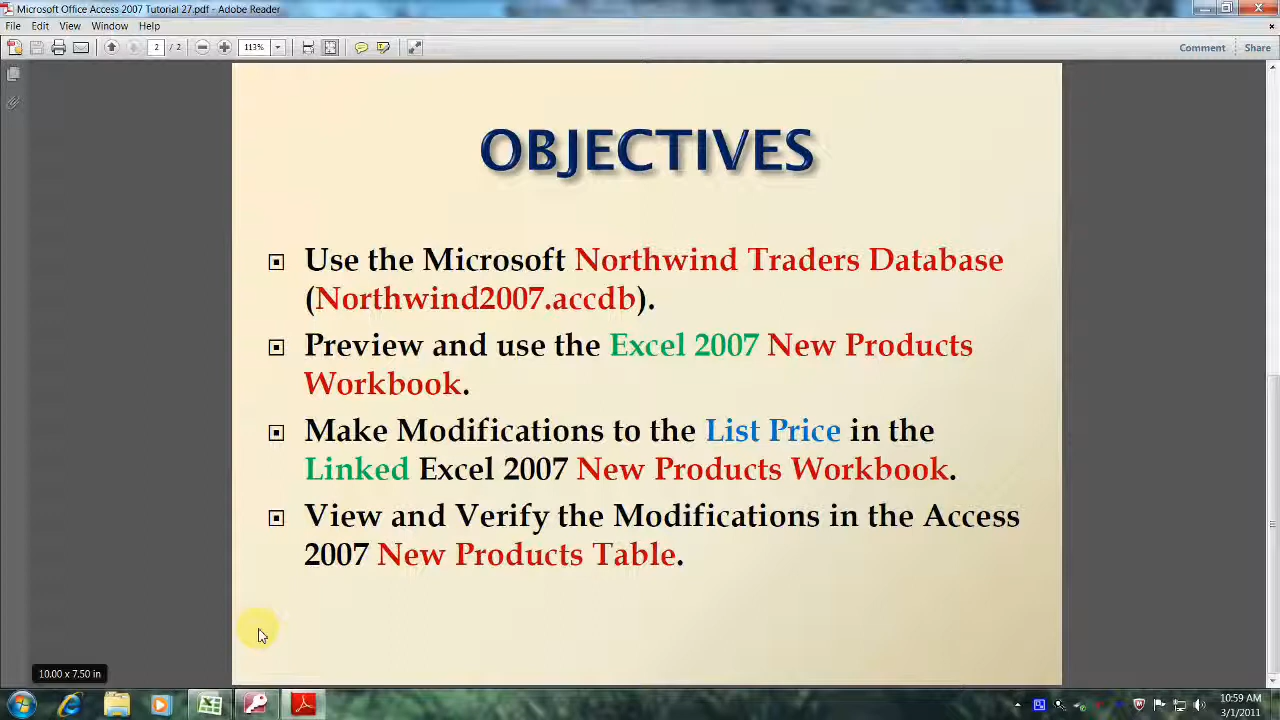 Microsoft Office Access 2007 Tutorial 27.pdf - Adobe Reader
File Edit View Window Help
2 / 2 113% Comment Share
OBJECTIVES
Use the Microsoft Northwind Traders Database
(Northwind2007.accdb).
Preview and use the Excel 2007 New Products
Workbook.
Make Modifications to the List Price in the
Linked Excel 2007 New Products Workbook.
View and Verify the Modifications in the Access
2007 New Products Table.
10.00 x 7.50 in
10:59 AM
3/1/2011